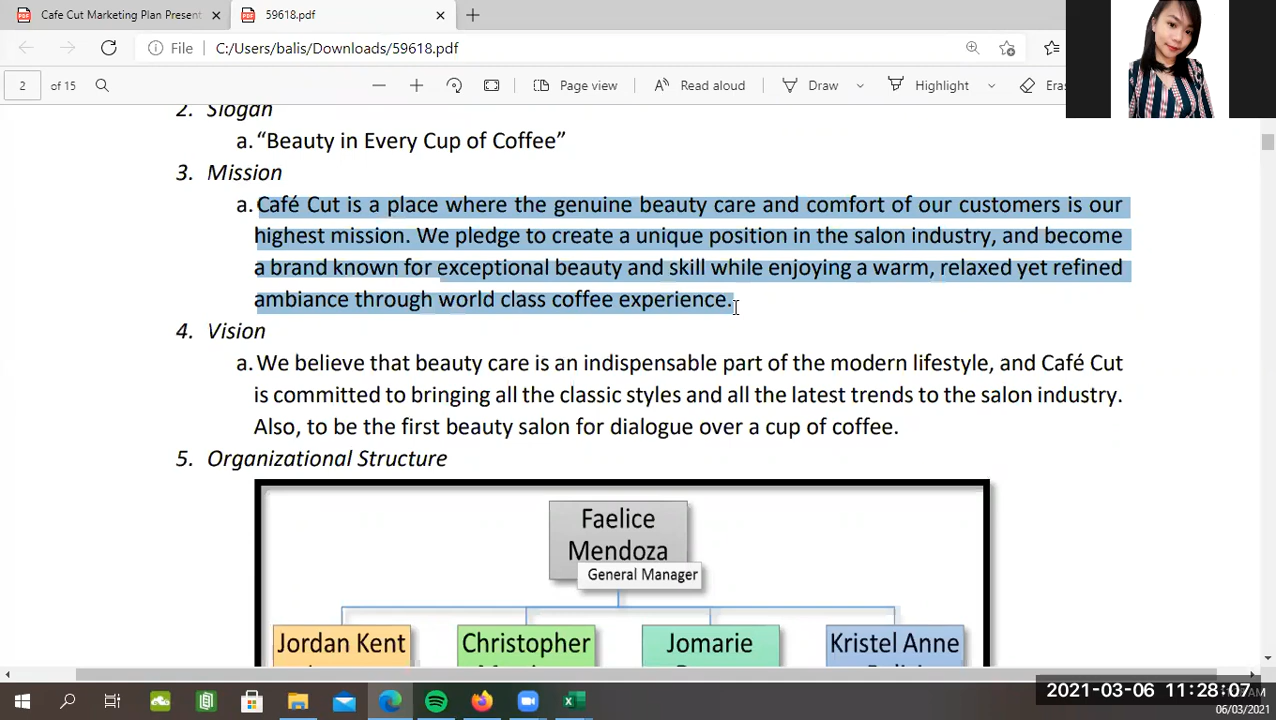 Cafe Cut Marketing Plan Present
59618.pdf
File
C:/Users/balis/Downloads/59618.pdf
2 of 15
Page view
Read aloud
Draw
Highlight
2. Slogan
a. “Beauty in Every Cup of Coffee”
3. Mission
a. Café Cut is a place where the genuine beauty care and comfort of our customers is our
highest mission. We pledge to create a unique position in the salon industry, and become
a brand known for exceptional beauty and skill while enjoying a warm, relaxed yet refined
ambiance through world class coffee experience.
4. Vision
a. We believe that beauty care is an indispensable part of the modern lifestyle, and Café Cut
is committed to bringing all the classic styles and all the latest trends to the salon industry.
Also, to be the first beauty salon for dialogue over a cup of coffee.
5. Organizational Structure
Faelice
Mendoza
General Manager
Jordan Kent
Christopher
Jomarie
Kristel Anne
2021-03-06 11:28:07
06/03/2021